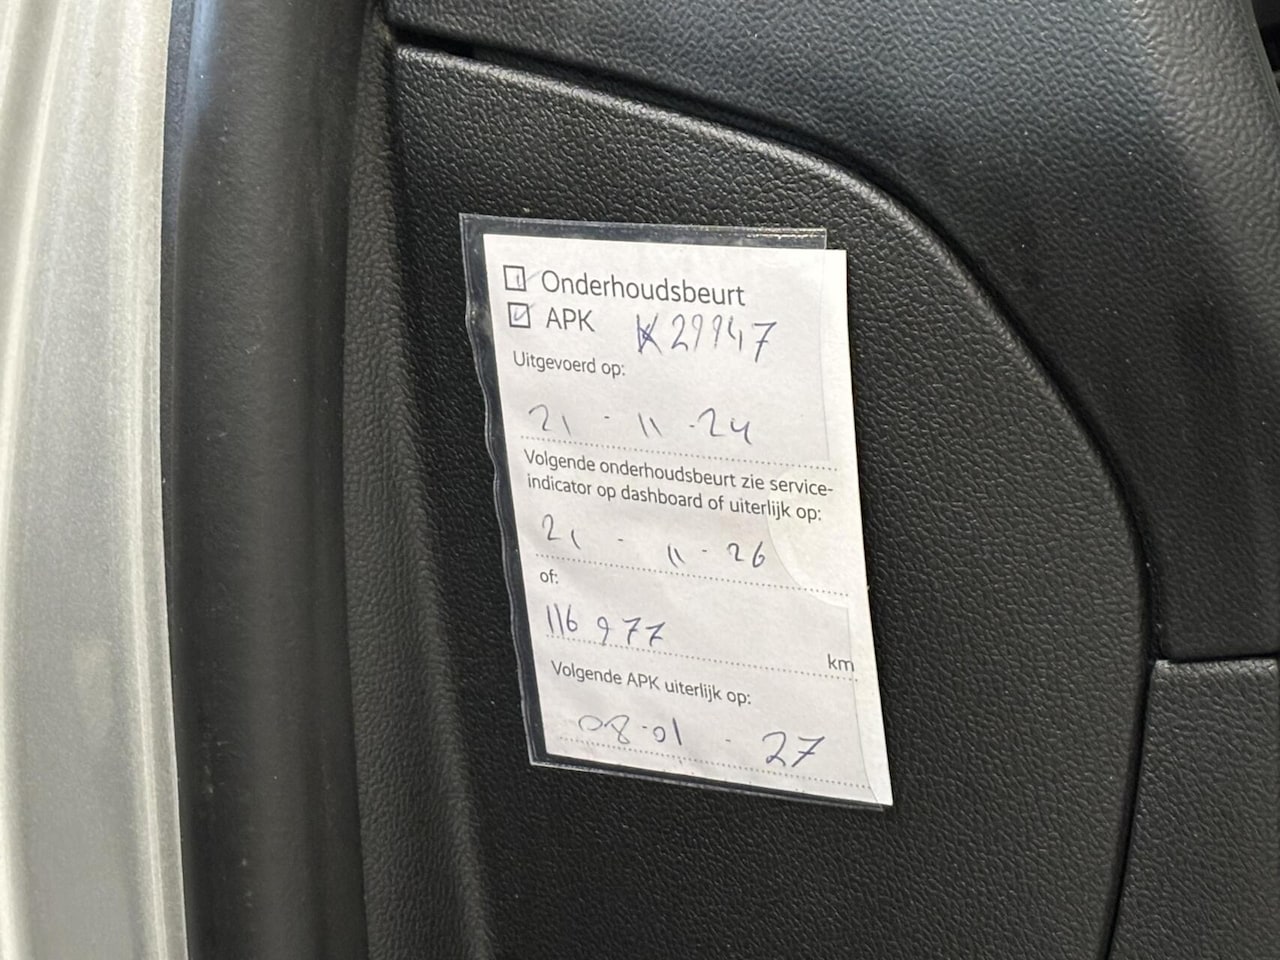 Onderhoudsbeurt
APK K29947
Uitgevoerd op:
21 - 11 - 24
Volgende onderhoudsbeurt zie service-
indicator op dashboard of uiterlijk op:
21 - 11 - 26
of:
116 977 km
Volgende APK uiterlijk op:
08-01 - 27